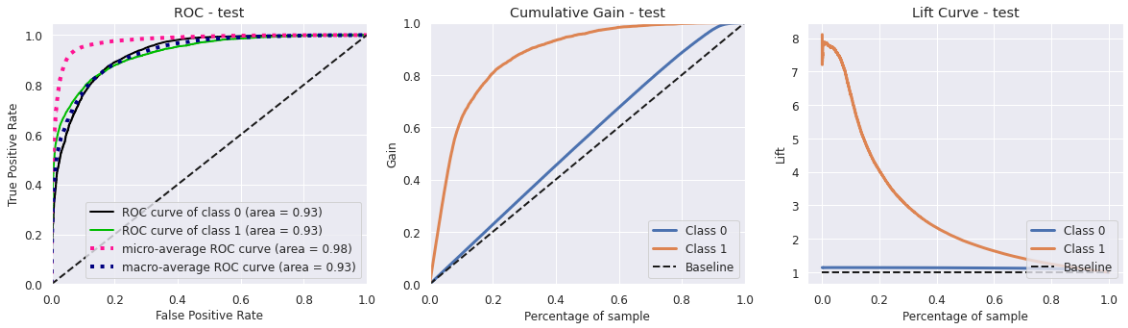 ROC - test
True Positive Rate
1.0
0.8
0.6
0.4
0.2
0.0
0.0 0.2 0.4 0.6 0.8 1.0
False Positive Rate
ROC curve of class 0 (area = 0.93)
ROC curve of class 1 (area = 0.93)
micro-average ROC curve (area = 0.98)
macro-average ROC curve (area = 0.93)
Cumulative Gain - test
Gain
1.0
0.8
0.6
0.4
0.2
0.0
0.0 0.2 0.4 0.6 0.8 1.0
Percentage of sample
Class 0
Class 1
Baseline
Lift Curve - test
Lift
8
7
6
5
4
3
2
1
0.0 0.2 0.4 0.6 0.8 1.0
Percentage of sample
Class 0
Class 1
Baseline